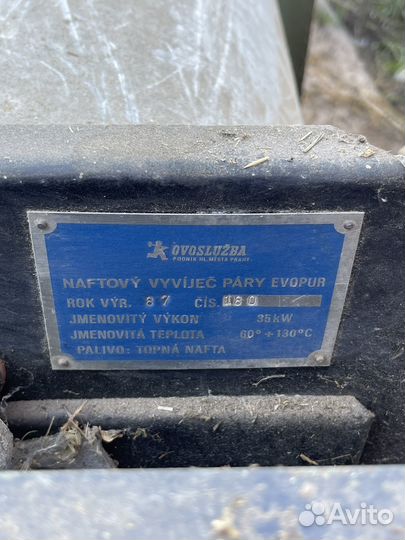 OVOSLUŽBA
PODNIK HL. MĚSTA PRAHY
NAFTOVÝ VYVÍJEČ PÁRY EVOPUR
ROK VÝR. 87 ČÍS. 180
JMENOVITÝ VÝKON 35kW
JMENOVITÁ TEPLOTA 60° ÷ 130°C
PALIVO: TOPNÁ NAFTA
Avito